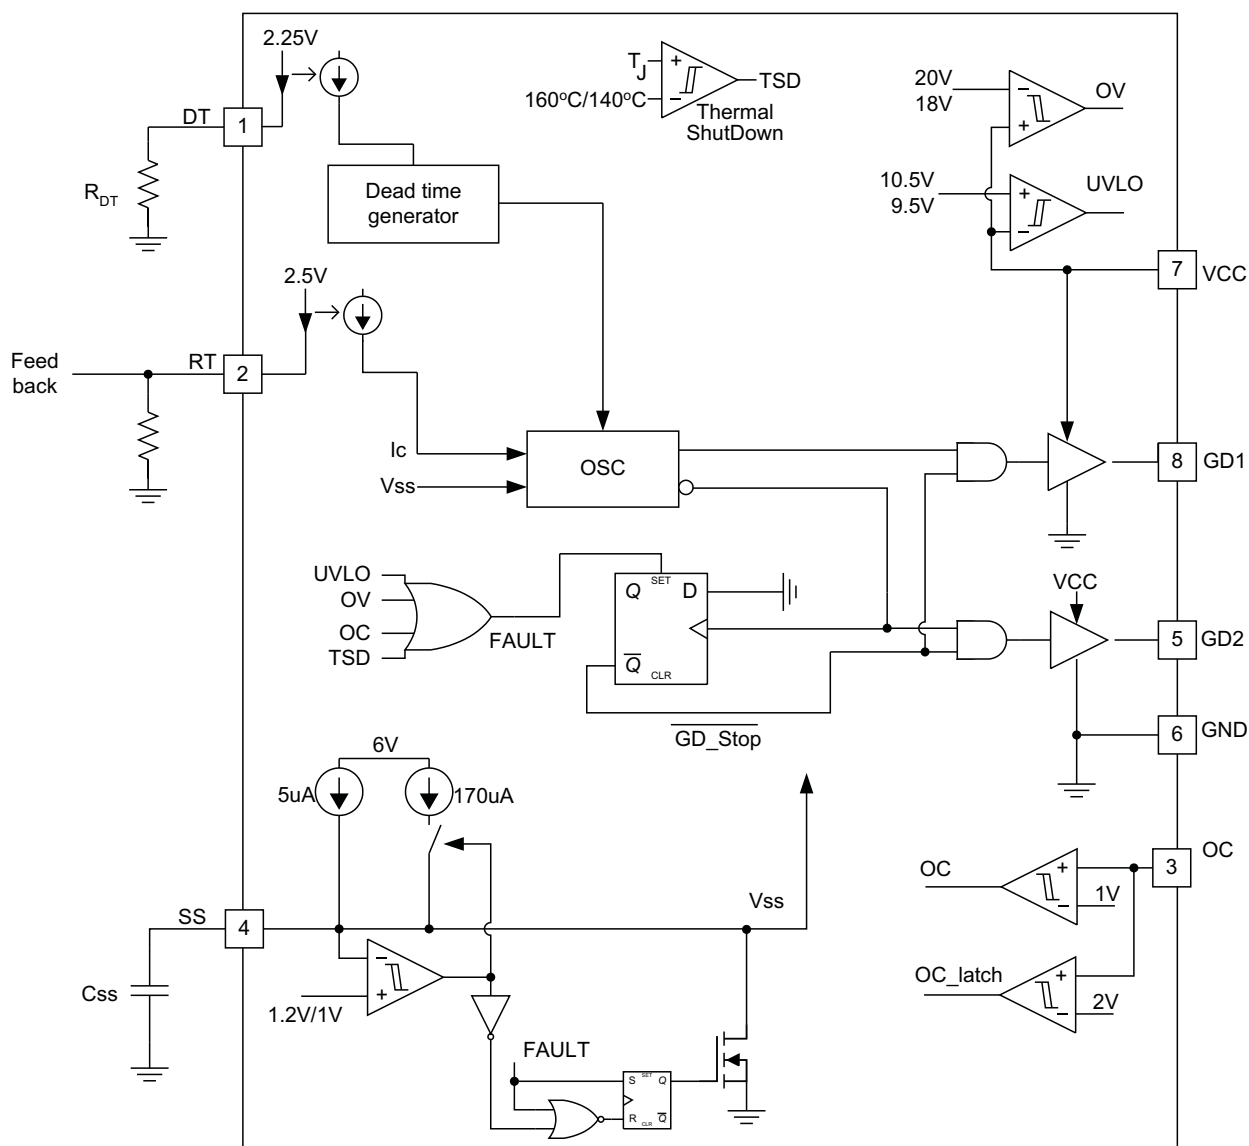 2.25V
DT
1
R_DT
Dead time
generator
T_J
+
160°C/140°C
−
TSD
Thermal
ShutDown
20V
18V
−
+
OV
10.5V
9.5V
+
−
UVLO
7
VCC
2.5V
Feed
back
RT
2
Ic
Vss
OSC
8
GD1
UVLO
OV
OC
TSD
FAULT
Q
SET
D
Q̅
CLR
G̅D̅_̅S̅t̅o̅p̅
VCC
5
GD2
6
GND
6V
5uA
170uA
SS
4
Css
−
+
1.2V/1V
Vss
FAULT
S
SET
Q
R
CLR
Q̅
OC
3
OC
+
−
1V
OC_latch
+
−
2V